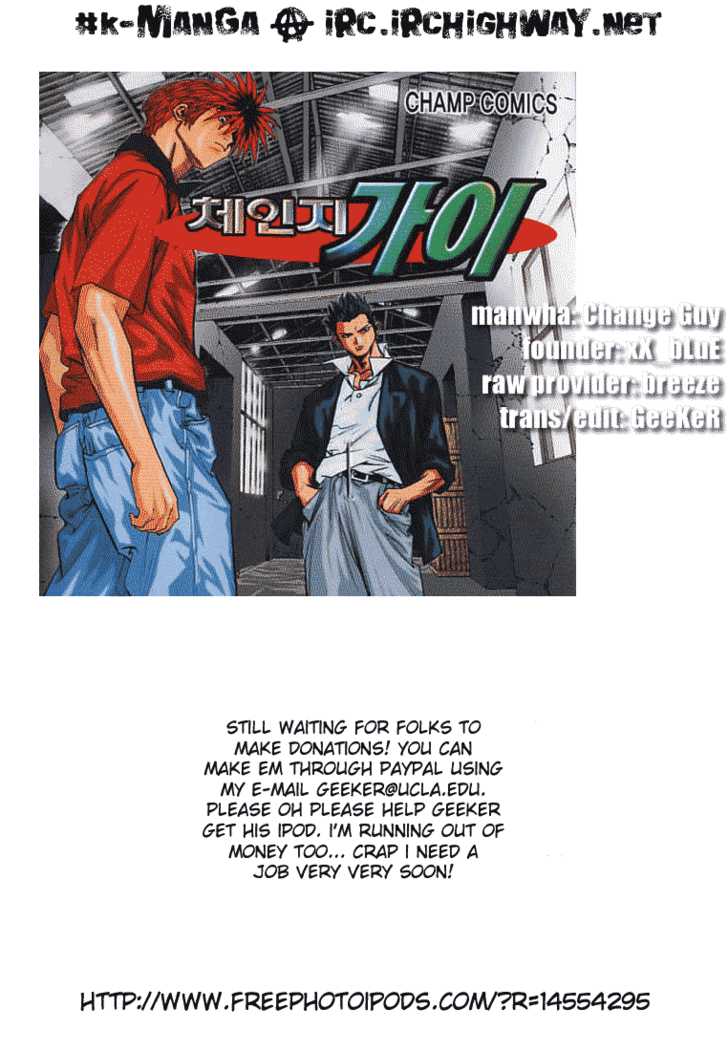 #k-MANGA Ⓐ iRC.iRCHiGHWAY.NeT
CHAMP COMICS
체인지 가이
manwha: Change Guy
founder: xX_bLuE
raw provider: breeze
trans/edit: GeeKeR
STILL WAITING FOR FOLKS TO
MAKE DONATIONS! YOU CAN
MAKE EM THROUGH PAYPAL USING
MY E-MAIL GEEKER@UCLA.EDU.
PLEASE OH PLEASE HELP GEEKER
GET HIS IPOD. I'M RUNNING OUT OF
MONEY TOO... CRAP I NEED A
JOB VERY VERY SOON!
HTTP://WWW.FREEPHOTOIPODS.COM/?R=14554295